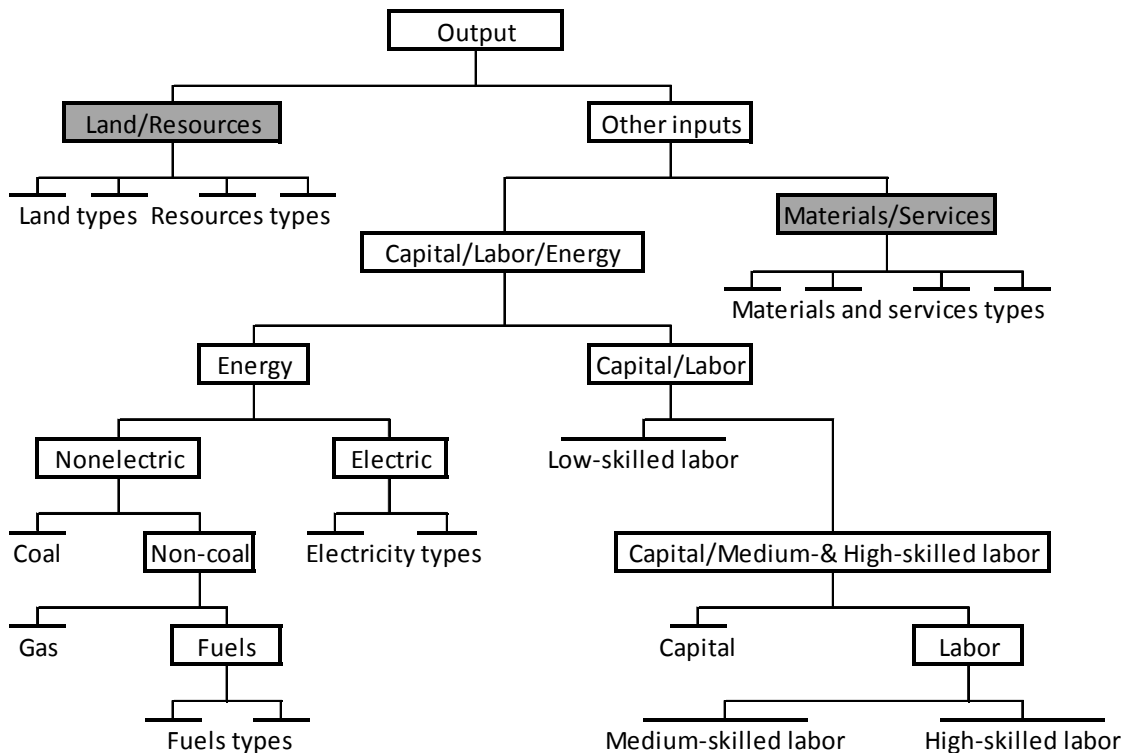 Output
Land/Resources
Other inputs
Land types
Resources types
Materials/Services
Capital/Labor/Energy
Materials and services types
Energy
Capital/Labor
Nonelectric
Electric
Low-skilled labor
Coal
Non-coal
Electricity types
Capital/Medium-& High-skilled labor
Gas
Fuels
Capital
Labor
Fuels types
Medium-skilled labor
High-skilled labor